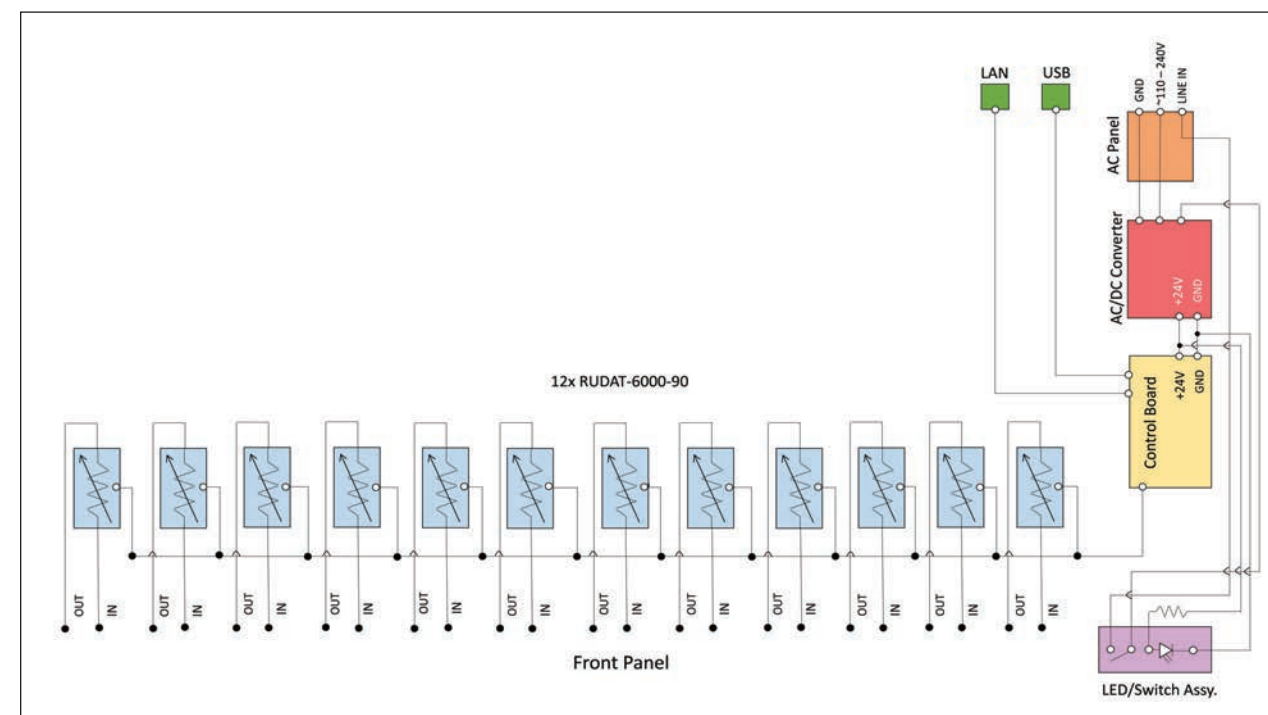 LAN
USB
GND
~110 – 240V
LINE IN
AC Panel
AC/DC Converter
+24V
GND
+24V
GND
Control Board
12x RUDAT-6000-90
OUT
IN
OUT
IN
OUT
IN
OUT
IN
OUT
IN
OUT
IN
OUT
IN
OUT
IN
OUT
IN
OUT
IN
OUT
IN
OUT
IN
Front Panel
LED/Switch Assy.